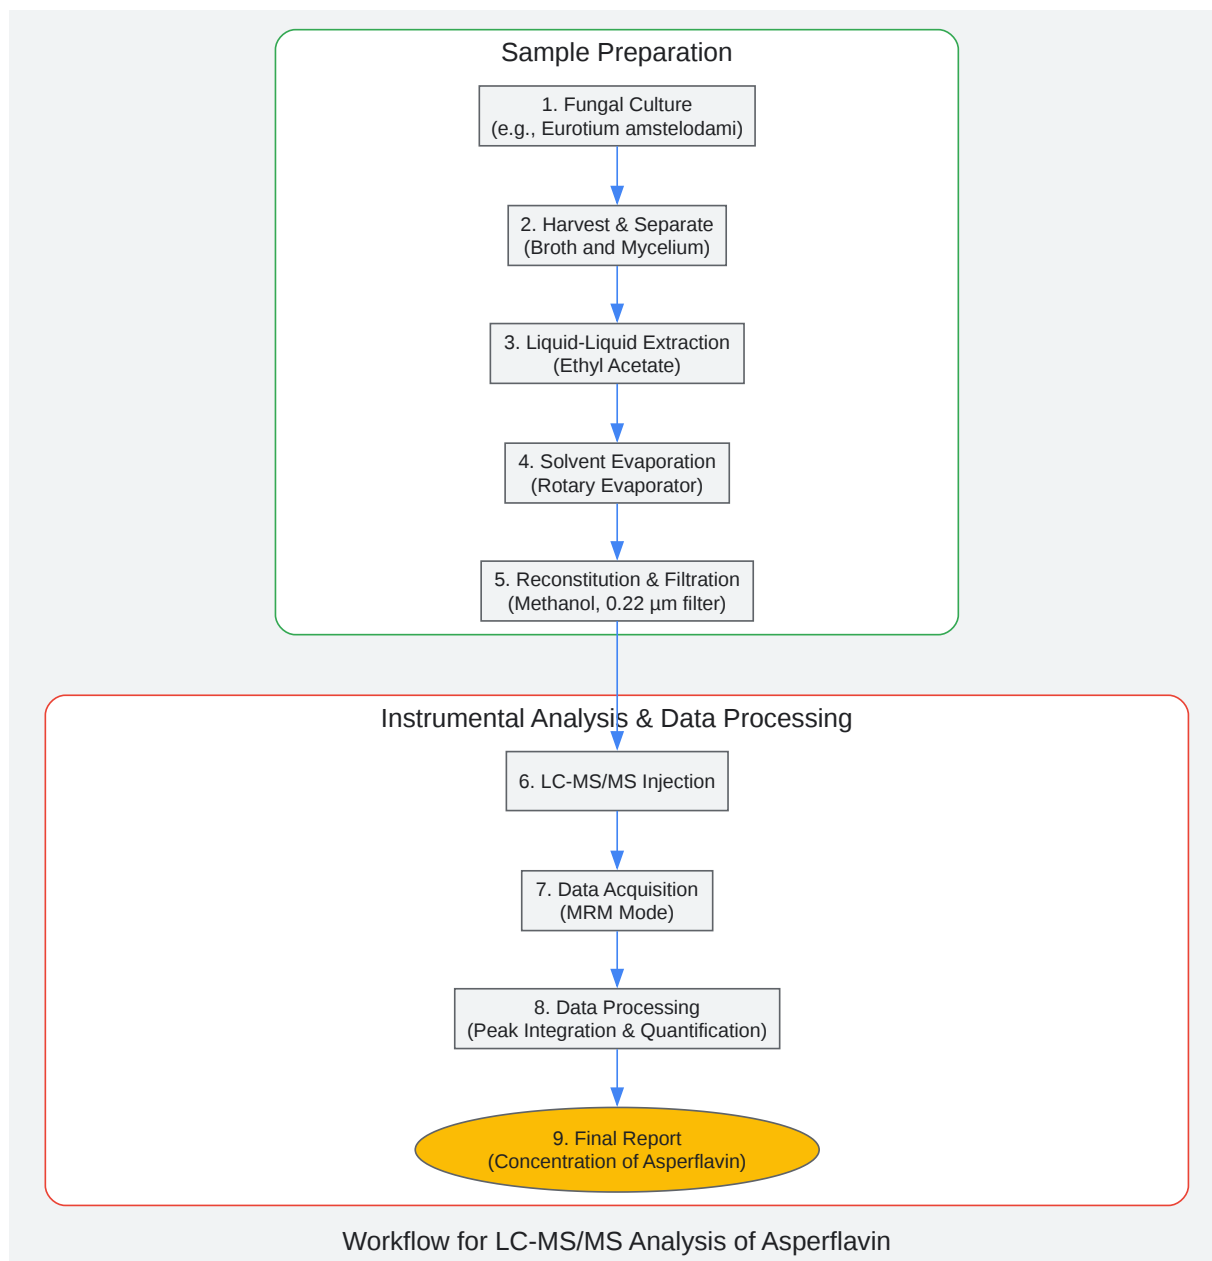 Sample Preparation
1. Fungal Culture
(e.g., Eurotium amstelodami)
2. Harvest & Separate
(Broth and Mycelium)
3. Liquid-Liquid Extraction
(Ethyl Acetate)
4. Solvent Evaporation
(Rotary Evaporator)
5. Reconstitution & Filtration
(Methanol, 0.22 µm filter)
Instrumental Analysis & Data Processing
6. LC-MS/MS Injection
7. Data Acquisition
(MRM Mode)
8. Data Processing
(Peak Integration & Quantification)
9. Final Report
(Concentration of Asperflavin)
Workflow for LC-MS/MS Analysis of Asperflavin